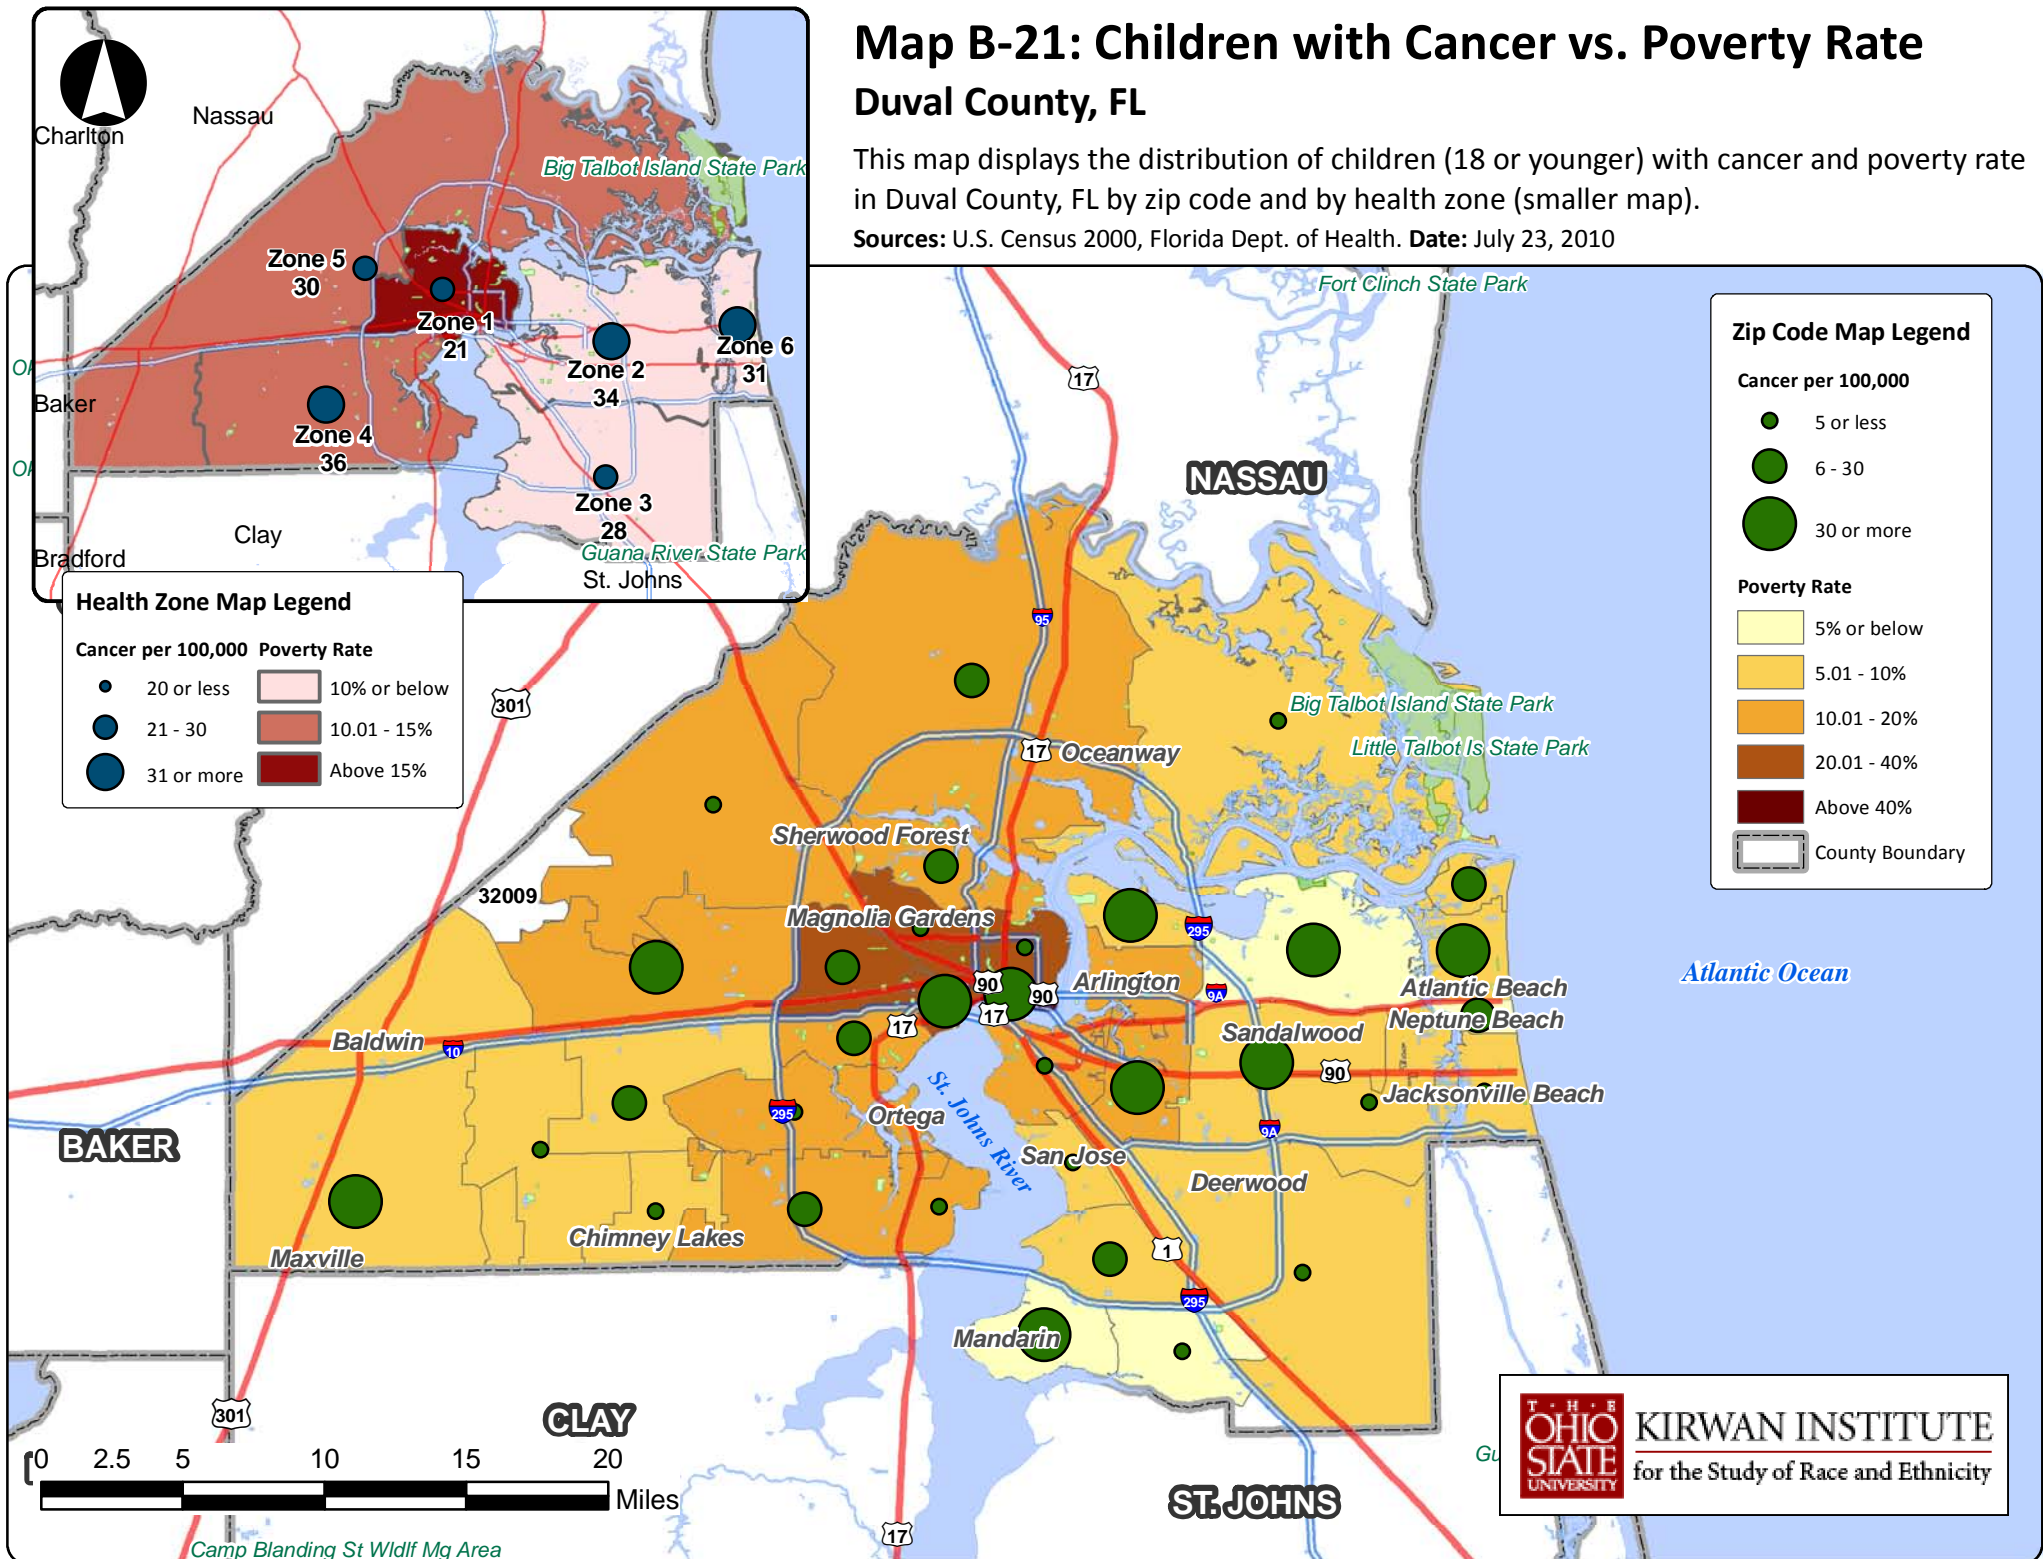 Map B-21: Children with Cancer vs. Poverty Rate
Duval County, FL
This map displays the distribution of children (18 or younger) with cancer and poverty rate
in Duval County, FL by zip code and by health zone (smaller map).
Sources: U.S. Census 2000, Florida Dept. of Health. Date: July 23, 2010
Nassau
Charlton
Big Talbot Island State Park
Zone 5
30
Zone 1
21
Zone 6
31
Zone 2
34
Baker
Zone 4
36
Zone 3
28
Clay
Guana River State Park
Bradford
St. Johns
Health Zone Map Legend
Cancer per 100,000 Poverty Rate
20 or less 10% or below
21 - 30 10.01 - 15%
31 or more Above 15%
Zip Code Map Legend
Cancer per 100,000
5 or less
6 - 30
30 or more
Poverty Rate
5% or below
5.01 - 10%
10.01 - 20%
20.01 - 40%
Above 40%
County Boundary
Fort Clinch State Park
17
NASSAU
95
301
Big Talbot Island State Park
17 Oceanway
Little Talbot Is State Park
Sherwood Forest
32009
Magnolia Gardens
295
Atlantic Ocean
90
90
Arlington
9A
Atlantic Beach
17
17
Neptune Beach
Sandalwood
Baldwin
10
90
Jacksonville Beach
295
Ortega
St. Johns River
9A
BAKER
San Jose
Deerwood
Chimney Lakes
Maxville
1
295
Mandarin
301
CLAY
0 2.5 5 10 15 20
Miles
ST. JOHNS
17
Camp Blanding St Wldlf Mg Area
Gu
T · H · E
OHIO
STATE
UNIVERSITY
KIRWAN INSTITUTE
for the Study of Race and Ethnicity